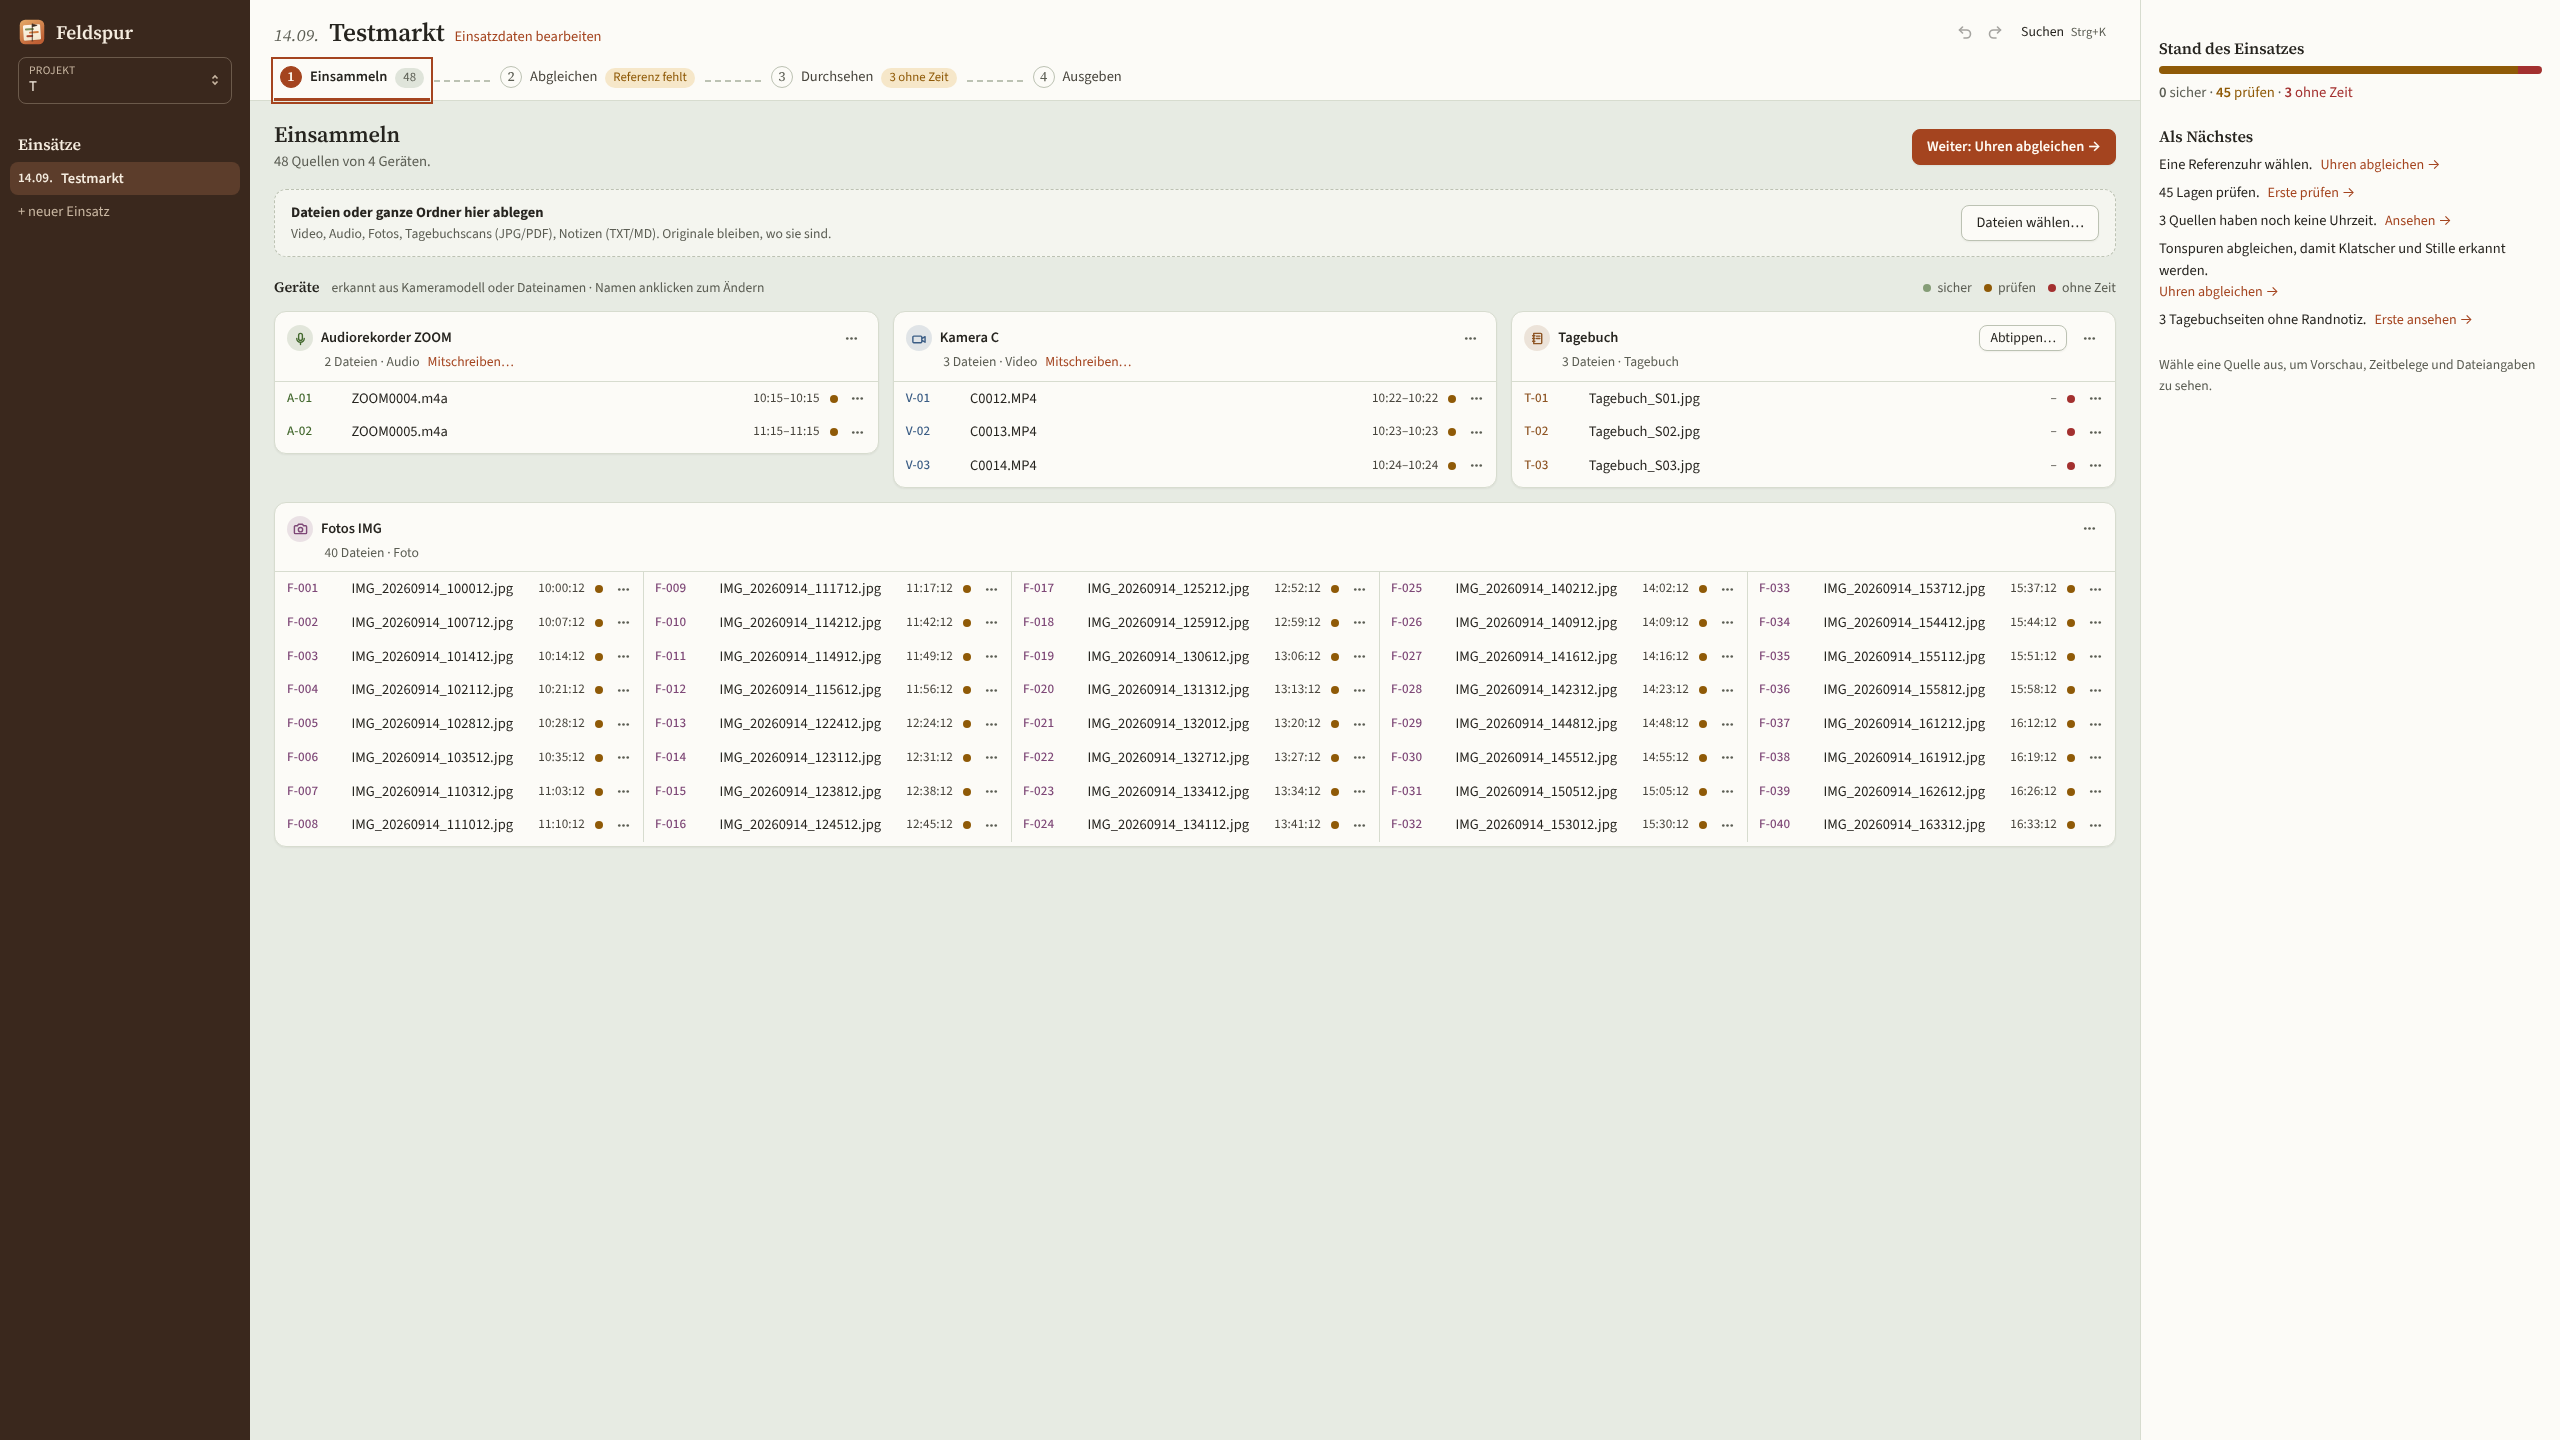 Feldspur
PROJEKT
T
Einsätze
14.09. Testmarkt
+ neuer Einsatz
14.09. Testmarkt Einsatzdaten bearbeiten
Suchen Strg+K
1 Einsammeln 48
2 Abgleichen Referenz fehlt
3 Durchsehen 3 ohne Zeit
4 Ausgeben
Einsammeln
48 Quellen von 4 Geräten.
Weiter: Uhren abgleichen →
Dateien oder ganze Ordner hier ablegen
Video, Audio, Fotos, Tagebuchscans (JPG/PDF), Notizen (TXT/MD). Originale bleiben, wo sie sind.
Dateien wählen…
Geräte erkannt aus Kameramodell oder Dateinamen · Namen anklicken zum Ändern
sicher prüfen ohne Zeit
Audiorekorder ZOOM
2 Dateien · Audio Mitschreiben…
A-01 ZOOM0004.m4a 10:15–10:15
A-02 ZOOM0005.m4a 11:15–11:15
Kamera C
3 Dateien · Video Mitschreiben…
V-01 C0012.MP4 10:22–10:22
V-02 C0013.MP4 10:23–10:23
V-03 C0014.MP4 10:24–10:24
Tagebuch
Abtippen…
3 Dateien · Tagebuch
T-01 Tagebuch_S01.jpg –
T-02 Tagebuch_S02.jpg –
T-03 Tagebuch_S03.jpg –
Fotos IMG
40 Dateien · Foto
F-001 IMG_20260914_100012.jpg 10:00:12
F-002 IMG_20260914_100712.jpg 10:07:12
F-003 IMG_20260914_101412.jpg 10:14:12
F-004 IMG_20260914_102112.jpg 10:21:12
F-005 IMG_20260914_102812.jpg 10:28:12
F-006 IMG_20260914_103512.jpg 10:35:12
F-007 IMG_20260914_110312.jpg 11:03:12
F-008 IMG_20260914_111012.jpg 11:10:12
F-009 IMG_20260914_111712.jpg 11:17:12
F-010 IMG_20260914_114212.jpg 11:42:12
F-011 IMG_20260914_114912.jpg 11:49:12
F-012 IMG_20260914_115612.jpg 11:56:12
F-013 IMG_20260914_122412.jpg 12:24:12
F-014 IMG_20260914_123112.jpg 12:31:12
F-015 IMG_20260914_123812.jpg 12:38:12
F-016 IMG_20260914_124512.jpg 12:45:12
F-017 IMG_20260914_125212.jpg 12:52:12
F-018 IMG_20260914_125912.jpg 12:59:12
F-019 IMG_20260914_130612.jpg 13:06:12
F-020 IMG_20260914_131312.jpg 13:13:12
F-021 IMG_20260914_132012.jpg 13:20:12
F-022 IMG_20260914_132712.jpg 13:27:12
F-023 IMG_20260914_133412.jpg 13:34:12
F-024 IMG_20260914_134112.jpg 13:41:12
F-025 IMG_20260914_140212.jpg 14:02:12
F-026 IMG_20260914_140912.jpg 14:09:12
F-027 IMG_20260914_141612.jpg 14:16:12
F-028 IMG_20260914_142312.jpg 14:23:12
F-029 IMG_20260914_144812.jpg 14:48:12
F-030 IMG_20260914_145512.jpg 14:55:12
F-031 IMG_20260914_150512.jpg 15:05:12
F-032 IMG_20260914_153012.jpg 15:30:12
F-033 IMG_20260914_153712.jpg 15:37:12
F-034 IMG_20260914_154412.jpg 15:44:12
F-035 IMG_20260914_155112.jpg 15:51:12
F-036 IMG_20260914_155812.jpg 15:58:12
F-037 IMG_20260914_161212.jpg 16:12:12
F-038 IMG_20260914_161912.jpg 16:19:12
F-039 IMG_20260914_162612.jpg 16:26:12
F-040 IMG_20260914_163312.jpg 16:33:12
Stand des Einsatzes
0 sicher · 45 prüfen · 3 ohne Zeit
Als Nächstes
Eine Referenzuhr wählen. Uhren abgleichen →
45 Lagen prüfen. Erste prüfen →
3 Quellen haben noch keine Uhrzeit. Ansehen →
Tonspuren abgleichen, damit Klatscher und Stille erkannt
werden.
Uhren abgleichen →
3 Tagebuchseiten ohne Randnotiz. Erste ansehen →
Wähle eine Quelle aus, um Vorschau, Zeitbelege und Dateiangaben
zu sehen.